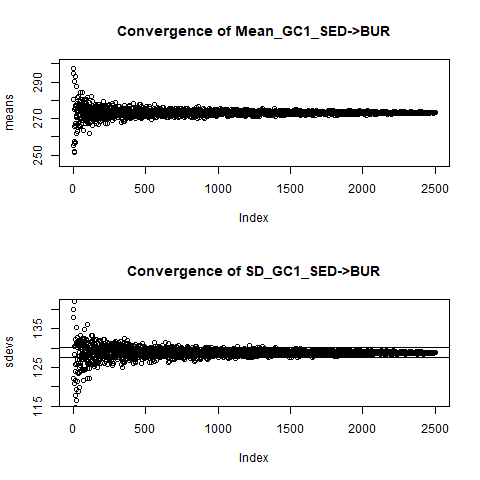 Convergence of Mean_GC1_SED->BUR
means
290
270
250
0 500 1000 1500 2000 2500
Index
Convergence of SD_GC1_SED->BUR
sdevs
135
125
115
0 500 1000 1500 2000 2500
Index